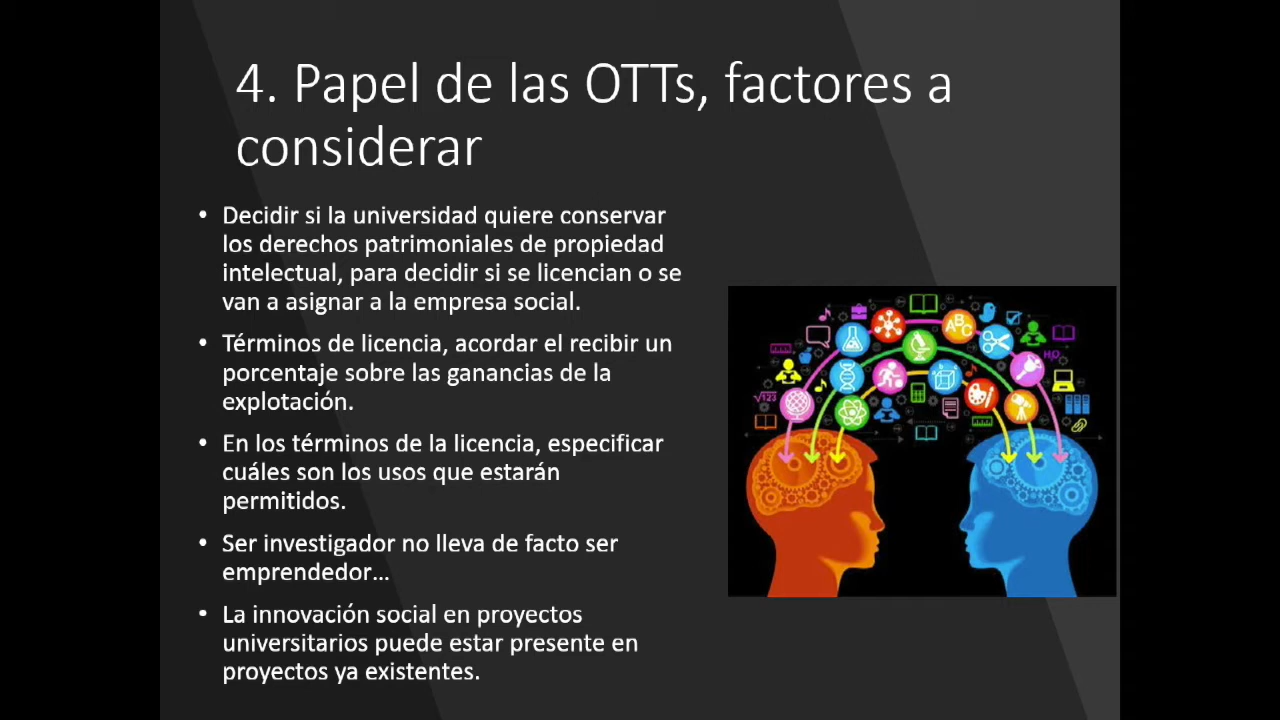 4. Papel de las OTTs, factores a
considerar
• Decidir si la universidad quiere conservar
los derechos patrimoniales de propiedad
intelectual, para decidir si se licencian o se
van a asignar a la empresa social.
• Términos de licencia, acordar el recibir un
porcentaje sobre las ganancias de la
explotación.
• En los términos de la licencia, especificar
cuáles son los usos que estarán
permitidos.
• Ser investigador no lleva de facto ser
emprendedor…
• La innovación social en proyectos
universitarios puede estar presente en
proyectos ya existentes.
ABC
H₂O
√123